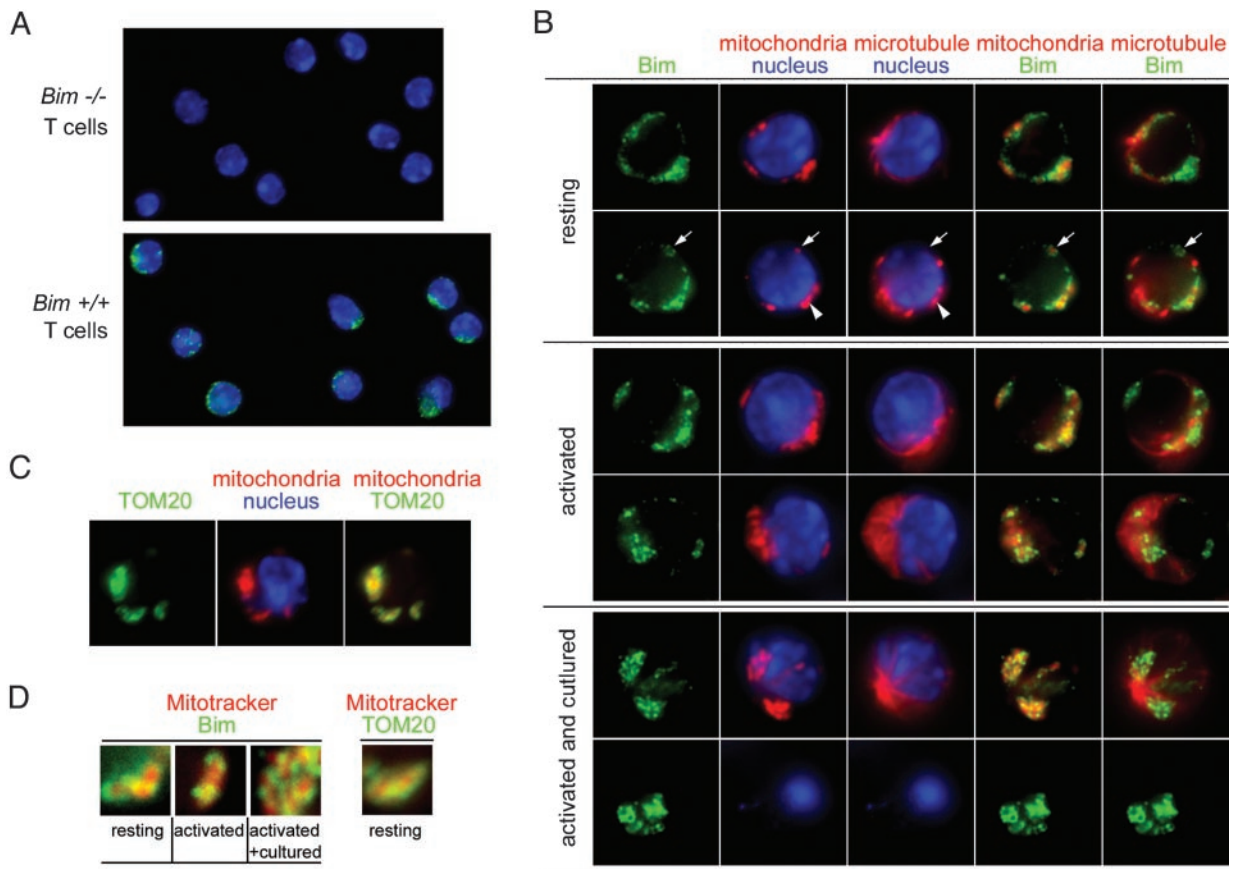 A
Bim -/-
T cells
Bim +/+
T cells
B
mitochondria microtubule mitochondria microtubule
Bim nucleus nucleus Bim Bim
resting
activated
activated and cutlured
C
mitochondria mitochondria
TOM20 nucleus TOM20
D
Mitotracker Mitotracker
Bim TOM20
resting activated activated resting
+cultured